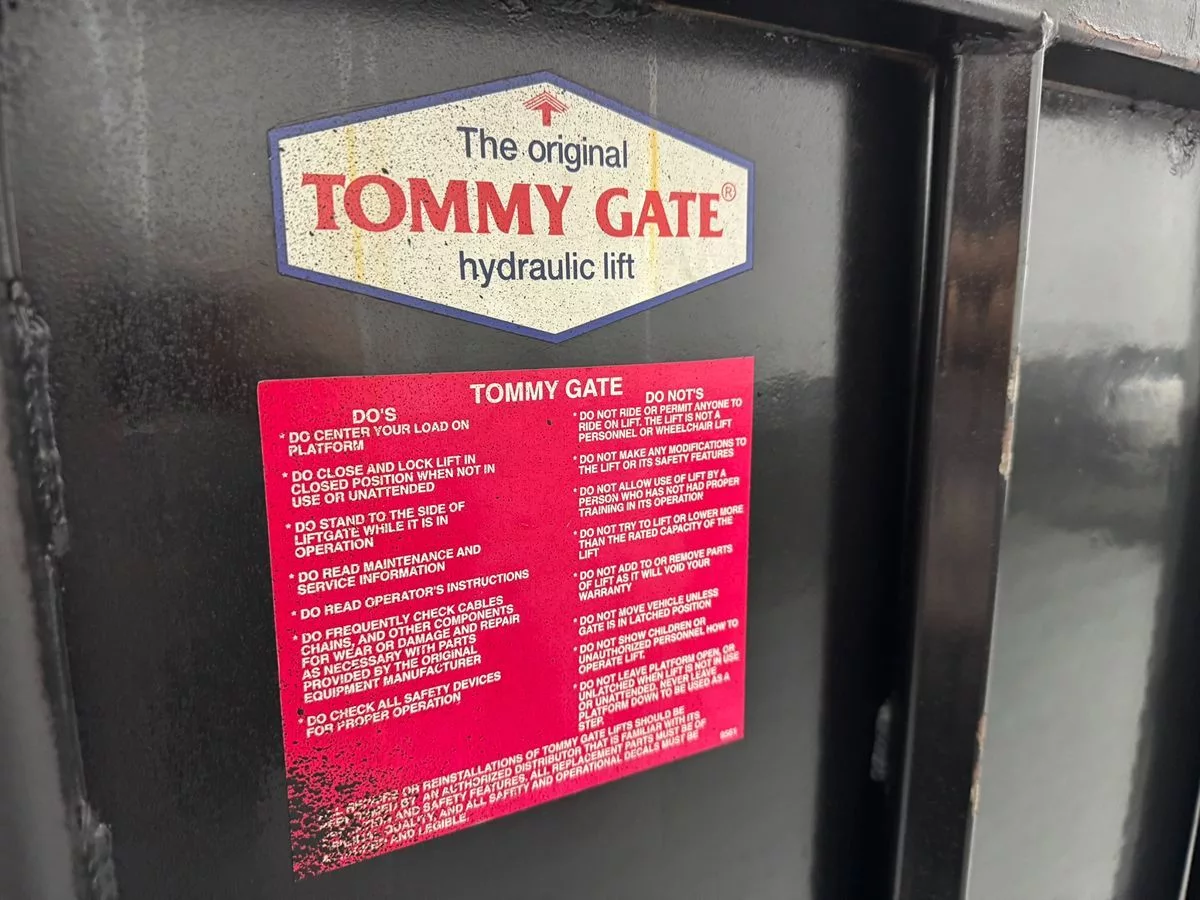 The original
TOMMY GATE®
hydraulic lift
TOMMY GATE
DO'S
* DO CENTER YOUR LOAD ON
PLATFORM
* DO CLOSE AND LOCK LIFT IN
CLOSED POSITION WHEN NOT IN
USE OR UNATTENDED
* DO STAND TO THE SIDE OF
LIFTGATE WHILE IT IS IN
OPERATION
* DO READ MAINTENANCE AND
SERVICE INFORMATION
* DO READ OPERATOR'S INSTRUCTIONS
* DO FREQUENTLY CHECK CABLES
CHAINS, AND OTHER COMPONENTS
FOR WEAR OR DAMAGE AND REPAIR
AS NECESSARY WITH PARTS
PROVIDED BY THE ORIGINAL
EQUIPMENT MANUFACTURER
* DO CHECK ALL SAFETY DEVICES
FOR PROPER OPERATION
DO NOT'S
* DO NOT RIDE OR PERMIT ANYONE TO
RIDE ON LIFT. THE LIFT IS NOT A
PERSONNEL OR WHEELCHAIR LIFT
* DO NOT MAKE ANY MODIFICATIONS TO
THE LIFT OR ITS SAFETY FEATURES
* DO NOT ALLOW USE OF LIFT BY A
PERSON WHO HAS NOT HAD PROPER
TRAINING IN ITS OPERATION
* DO NOT TRY TO LIFT OR LOWER MORE
THAN THE RATED CAPACITY OF THE
LIFT
* DO NOT ADD TO OR REMOVE PARTS
OF LIFT AS IT WILL VOID YOUR
WARRANTY
* DO NOT MOVE VEHICLE UNLESS
GATE IS IN LATCHED POSITION
* DO NOT SHOW CHILDREN OR
UNAUTHORIZED PERSONNEL HOW TO
OPERATE LIFT.
* DO NOT LEAVE PLATFORM OPEN, OR
UNLATCHED WHEN LIFT IS NOT IN USE
OR UNATTENDED, NEVER LEAVE
PLATFORM DOWN TO BE USED AS A
STEP.
OR REINSTALLATIONS OF TOMMY GATE LIFTS SHOULD BE
BY AN AUTHORIZED DISTRIBUTOR THAT IS FAMILIAR WITH ITS
AND SAFETY FEATURES. ALL REPLACEMENT PARTS MUST BE OF
QUALITY, AND ALL SAFETY AND OPERATIONAL DECALS MUST BE
AND LEGIBLE.